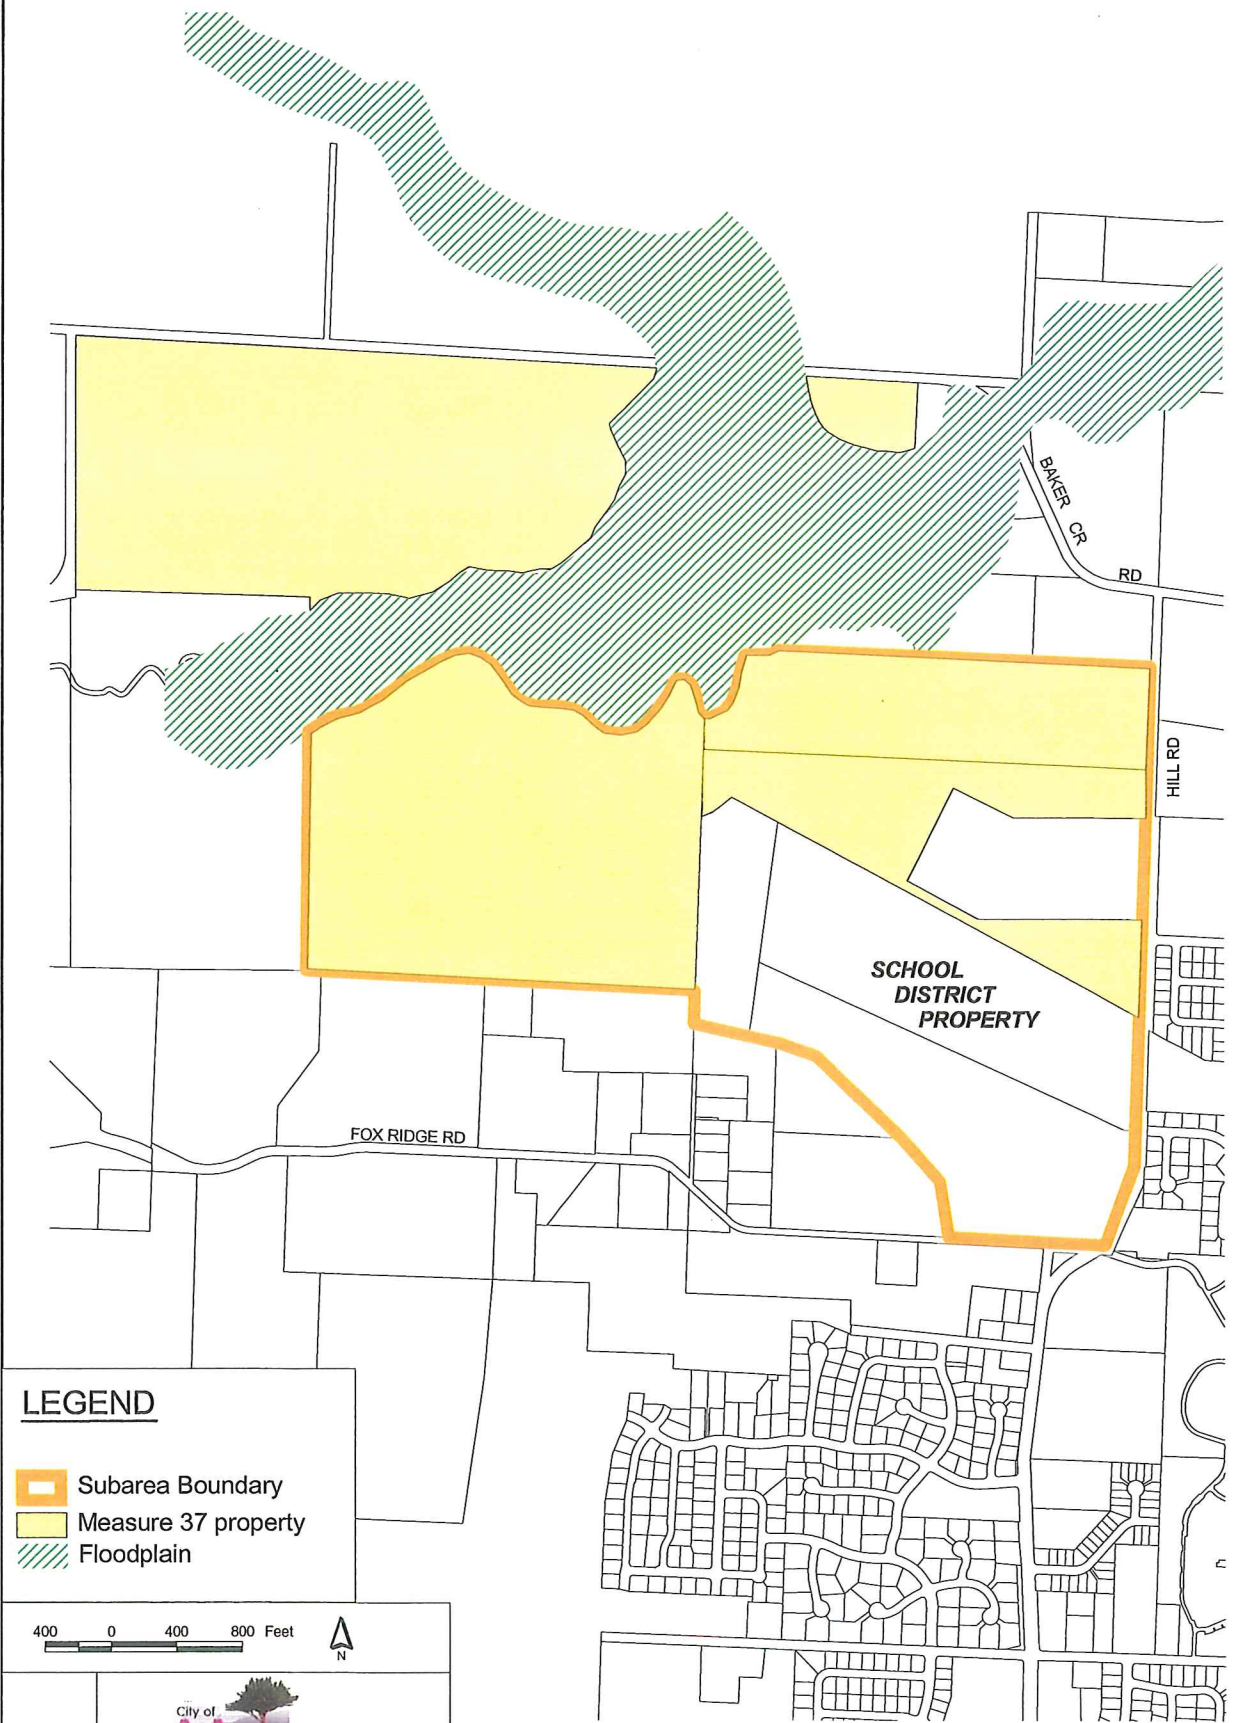 BAKER CR
RD
HILL RD
SCHOOL
DISTRICT
PROPERTY
FOX RIDGE RD
LEGEND
Subarea Boundary
Measure 37 property
Floodplain
400 0 400 800 Feet
N
City of